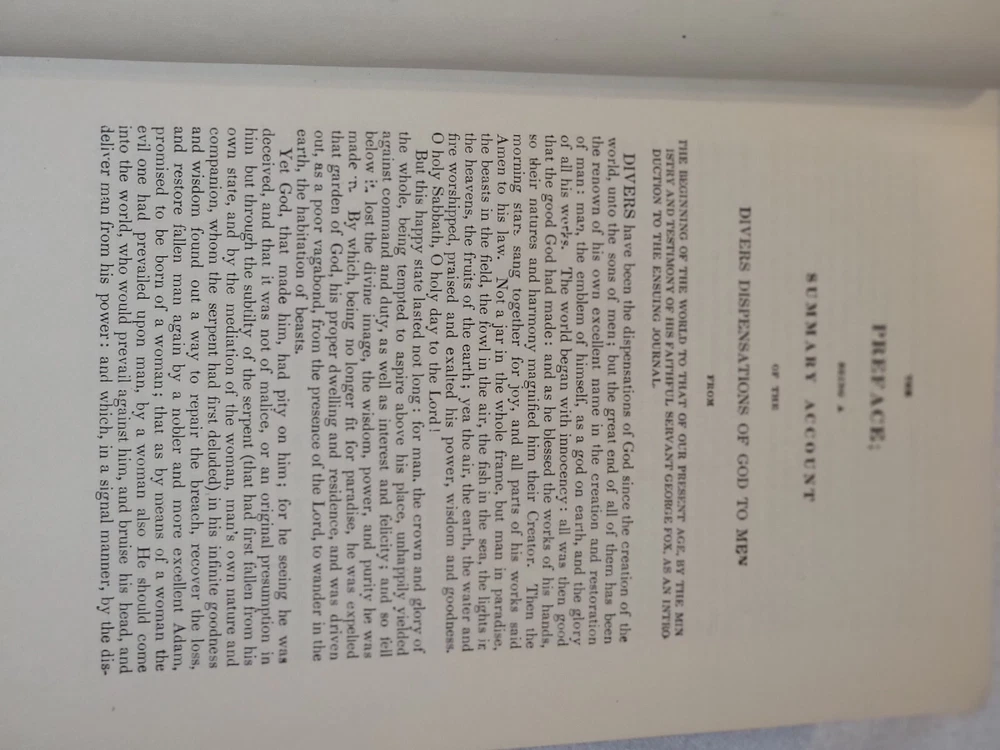 THE
PREFACE;
BEING A
SUMMARY ACCOUNT
OF THE
DIVERS DISPENSATIONS OF GOD TO MEN
FROM
THE BEGINNING OF THE WORLD TO THAT OF OUR PRESENT AGE, BY THE MIN
ISTRY AND TESTIMONY OF HIS FAITHFUL SERVANT GEORGE FOX, AS AN INTRO
DUCTION TO THE ENSUING JOURNAL.
DIVERS have been the dispensations of God since the creation of the
world, unto the sons of men; but the great end of all of them has been
the renown of his own excellent name in the creation and restoration
of man: man, the emblem of himself, as a god on earth, and the glory
of all his works. The world began with innocency: all was then good
that the good God had made: and as he blessed the works of his hands,
so their natures and harmony magnified him their Creator. Then the
morning stars sang together for joy, and all parts of his works said
Amen to his law. Not a jar in the whole frame, but man in paradise,
the beasts in the field, the fowl in the air, the fish in the sea, the lights in
the heavens, the fruits of the earth; yea the air, the earth, the water and
fire worshipped, praised and exalted his power, wisdom and goodness.
O holy Sabbath, O holy day to the Lord!
But this happy state lasted not long: for man, the crown and glory of
the whole, being tempted to aspire above his place, unhappily yielded
against command and duty, as well as interest and felicity; and so fell
below it, lost the divine image, the wisdom, power, and purity he was
made in. By which, being no longer fit for paradise, he was expelled
that garden of God, his proper dwelling and residence, and was driven
out, as a poor vagabond, from the presence of the Lord, to wander in the
earth, the habitation of beasts.
Yet God, that made him, had pity on him; for he seeing he was
deceived, and that it was not of malice, or an original presumption in
him but through the subtilty of the serpent (that had first fallen from his
own state, and by the mediation of the woman, man's own nature and
companion, whom the serpent had first deluded) in his infinite goodness
and wisdom found out a way to repair the breach, recover the loss,
and restore fallen man again by a nobler and more excellent Adam,
promised to be born of a woman; that as by means of a woman the
evil one had prevailed upon man, by a woman also He should come
into the world, who would prevail against him, and bruise his head, and
deliver man from his power: and which, in a signal manner, by the dis-